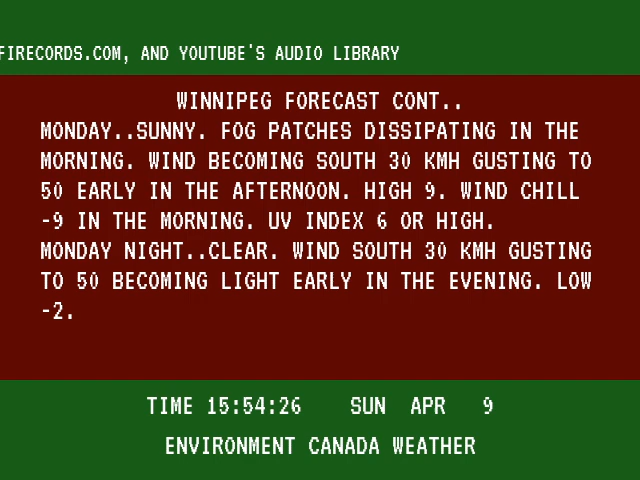 FIRECORDS.COM, AND YOUTUBE'S AUDIO LIBRARY
WINNIPEG FORECAST CONT..
MONDAY..SUNNY. FOG PATCHES DISSIPATING IN THE
MORNING. WIND BECOMING SOUTH 30 KMH GUSTING TO
50 EARLY IN THE AFTERNOON. HIGH 9. WIND CHILL
-9 IN THE MORNING. UV INDEX 6 OR HIGH.
MONDAY NIGHT..CLEAR. WIND SOUTH 30 KMH GUSTING
TO 50 BECOMING LIGHT EARLY IN THE EVENING. LOW
-2.
TIME 15:54:26 SUN APR 9
ENVIRONMENT CANADA WEATHER